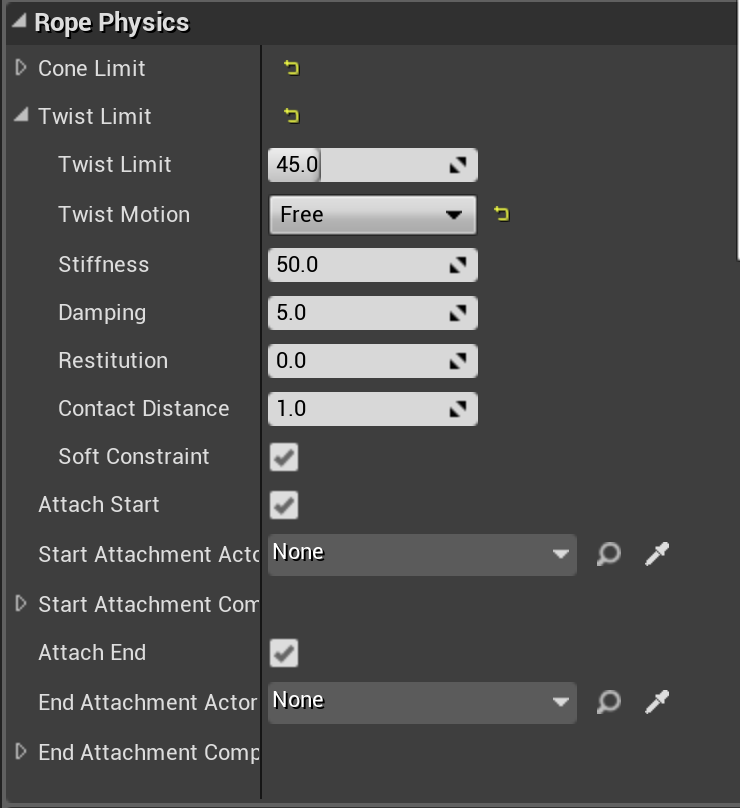 Rope Physics
Cone Limit
Twist Limit
Twist Limit 45.0
Twist Motion Free
Stiffness 50.0
Damping 5.0
Restitution 0.0
Contact Distance 1.0
Soft Constraint
Attach Start
Start Attachment Acto None
Start Attachment Com
Attach End
End Attachment Actor None
End Attachment Comp